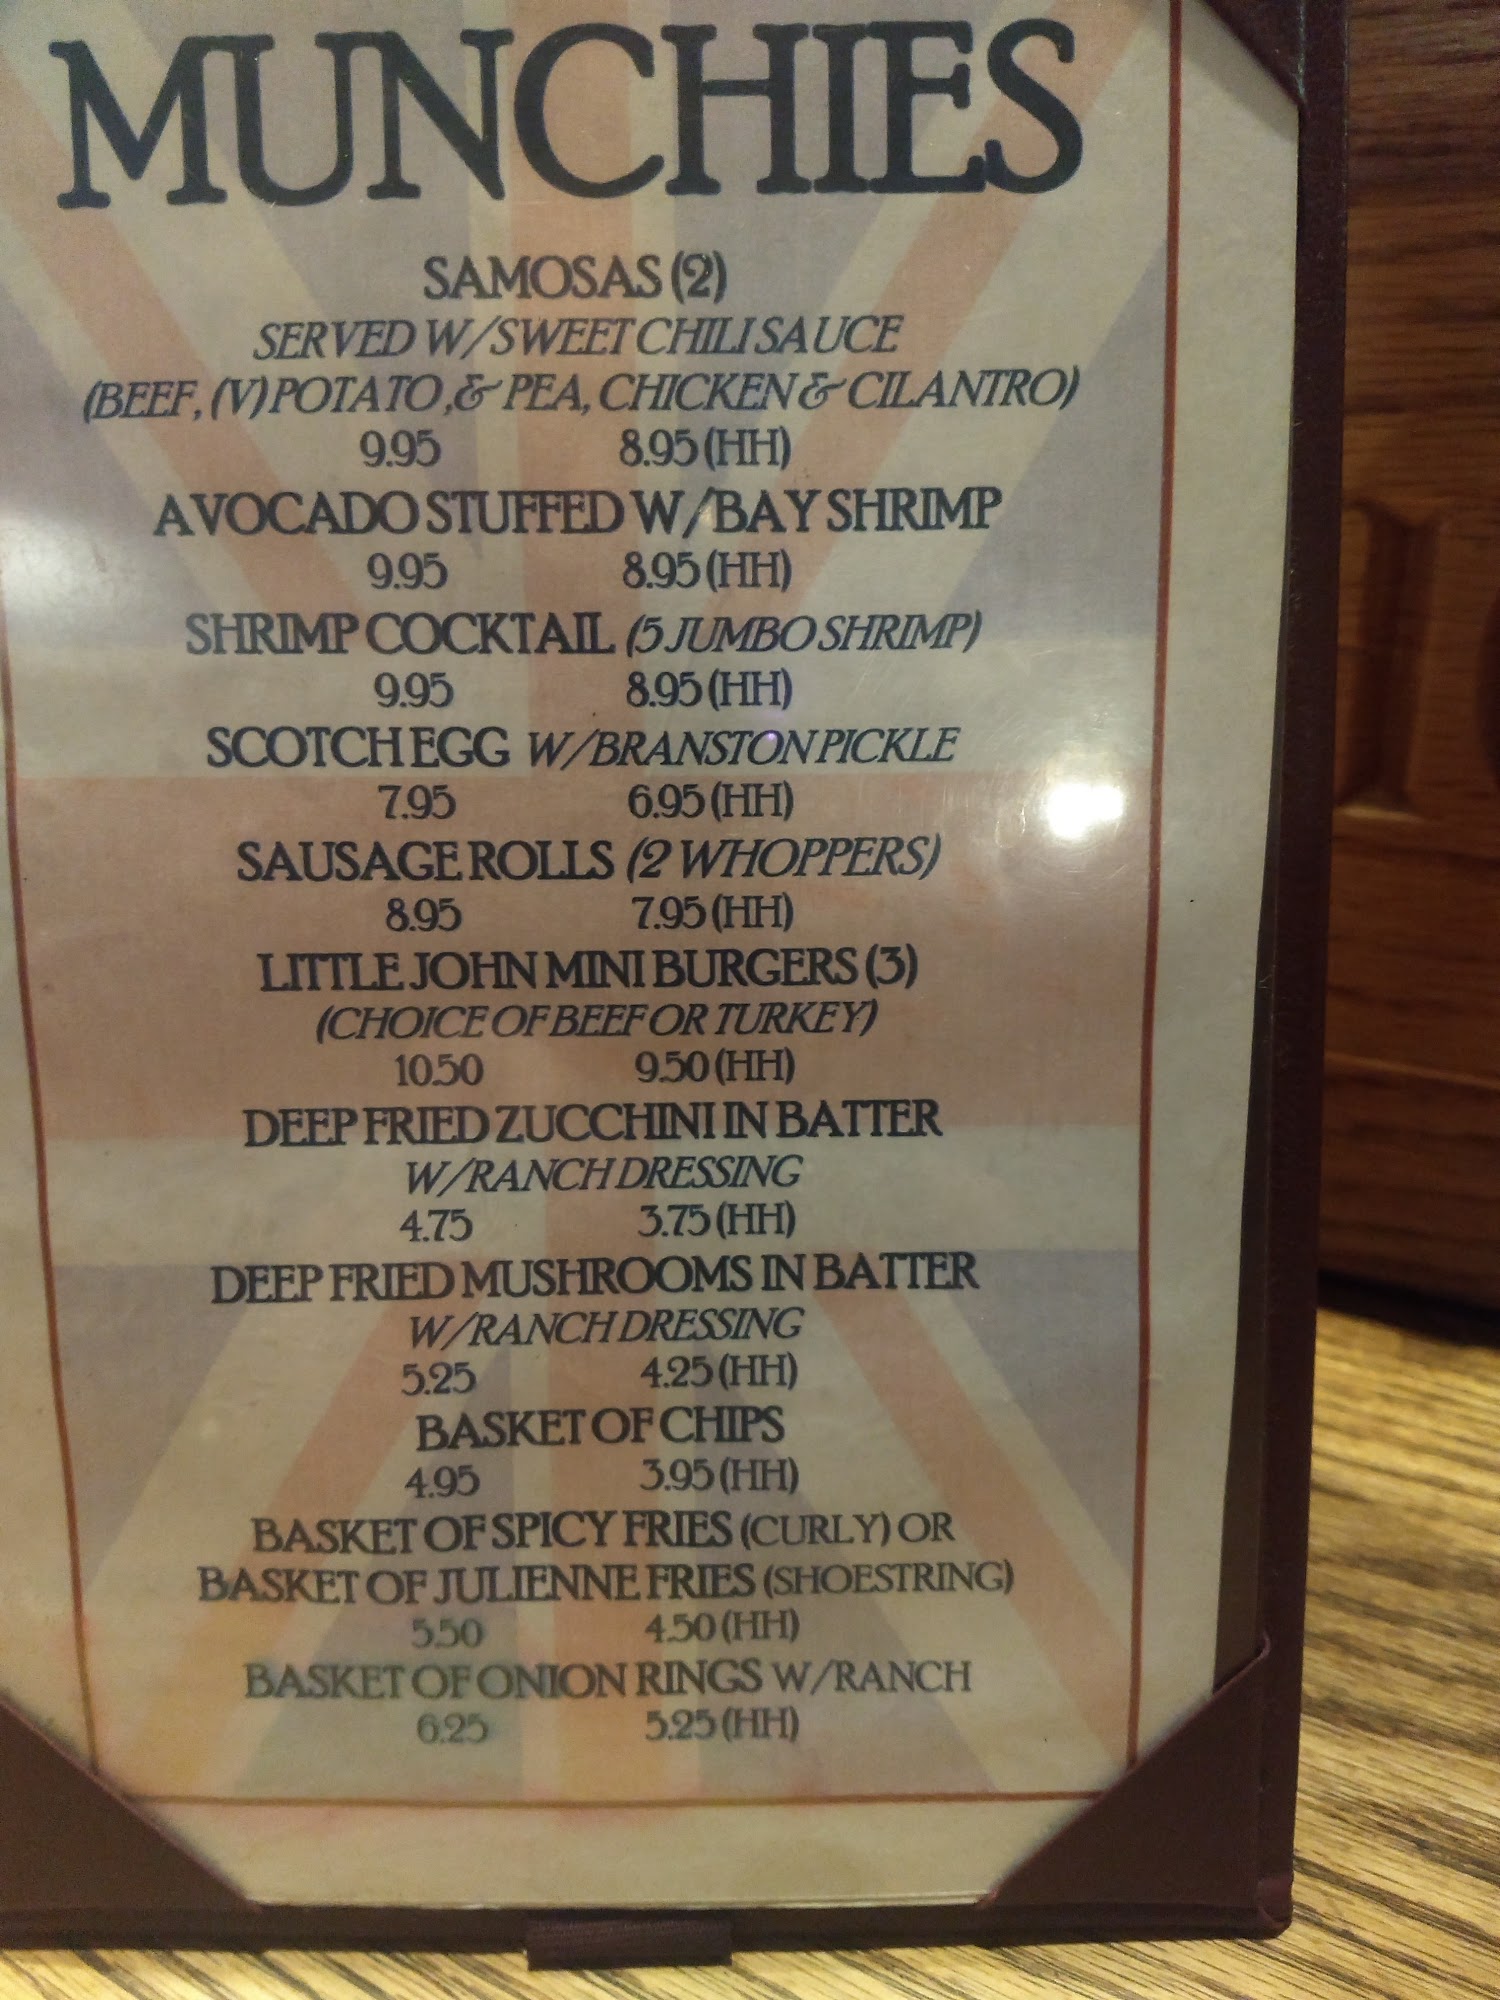 MUNCHIES
SAMOSAS (2)
SERVED W/SWEET CHILI SAUCE
(BEEF, (V) POTATO ,& PEA, CHICKEN & CILANTRO)
9.95 8.95 (HH)
AVOCADO STUFFED W/BAY SHRIMP
9.95 8.95 (HH)
SHRIMP COCKTAIL (5 JUMBO SHRIMP)
9.95 8.95 (HH)
SCOTCH EGG W/BRANSTON PICKLE
7.95 6.95 (HH)
SAUSAGE ROLLS (2 WHOPPERS)
8.95 7.95 (HH)
LITTLE JOHN MINI BURGERS (3)
(CHOICE OF BEEF OR TURKEY)
10.50 9.50 (HH)
DEEP FRIED ZUCCHINI IN BATTER
W/RANCH DRESSING
4.75 3.75 (HH)
DEEP FRIED MUSHROOMS IN BATTER
W/RANCH DRESSING
5.25 4.25 (HH)
BASKET OF CHIPS
4.95 3.95 (HH)
BASKET OF SPICY FRIES (CURLY) OR
BASKET OF JULIENNE FRIES (SHOESTRING)
5.50 4.50 (HH)
BASKET OF ONION RINGS W/RANCH
6.25 5.25 (HH)